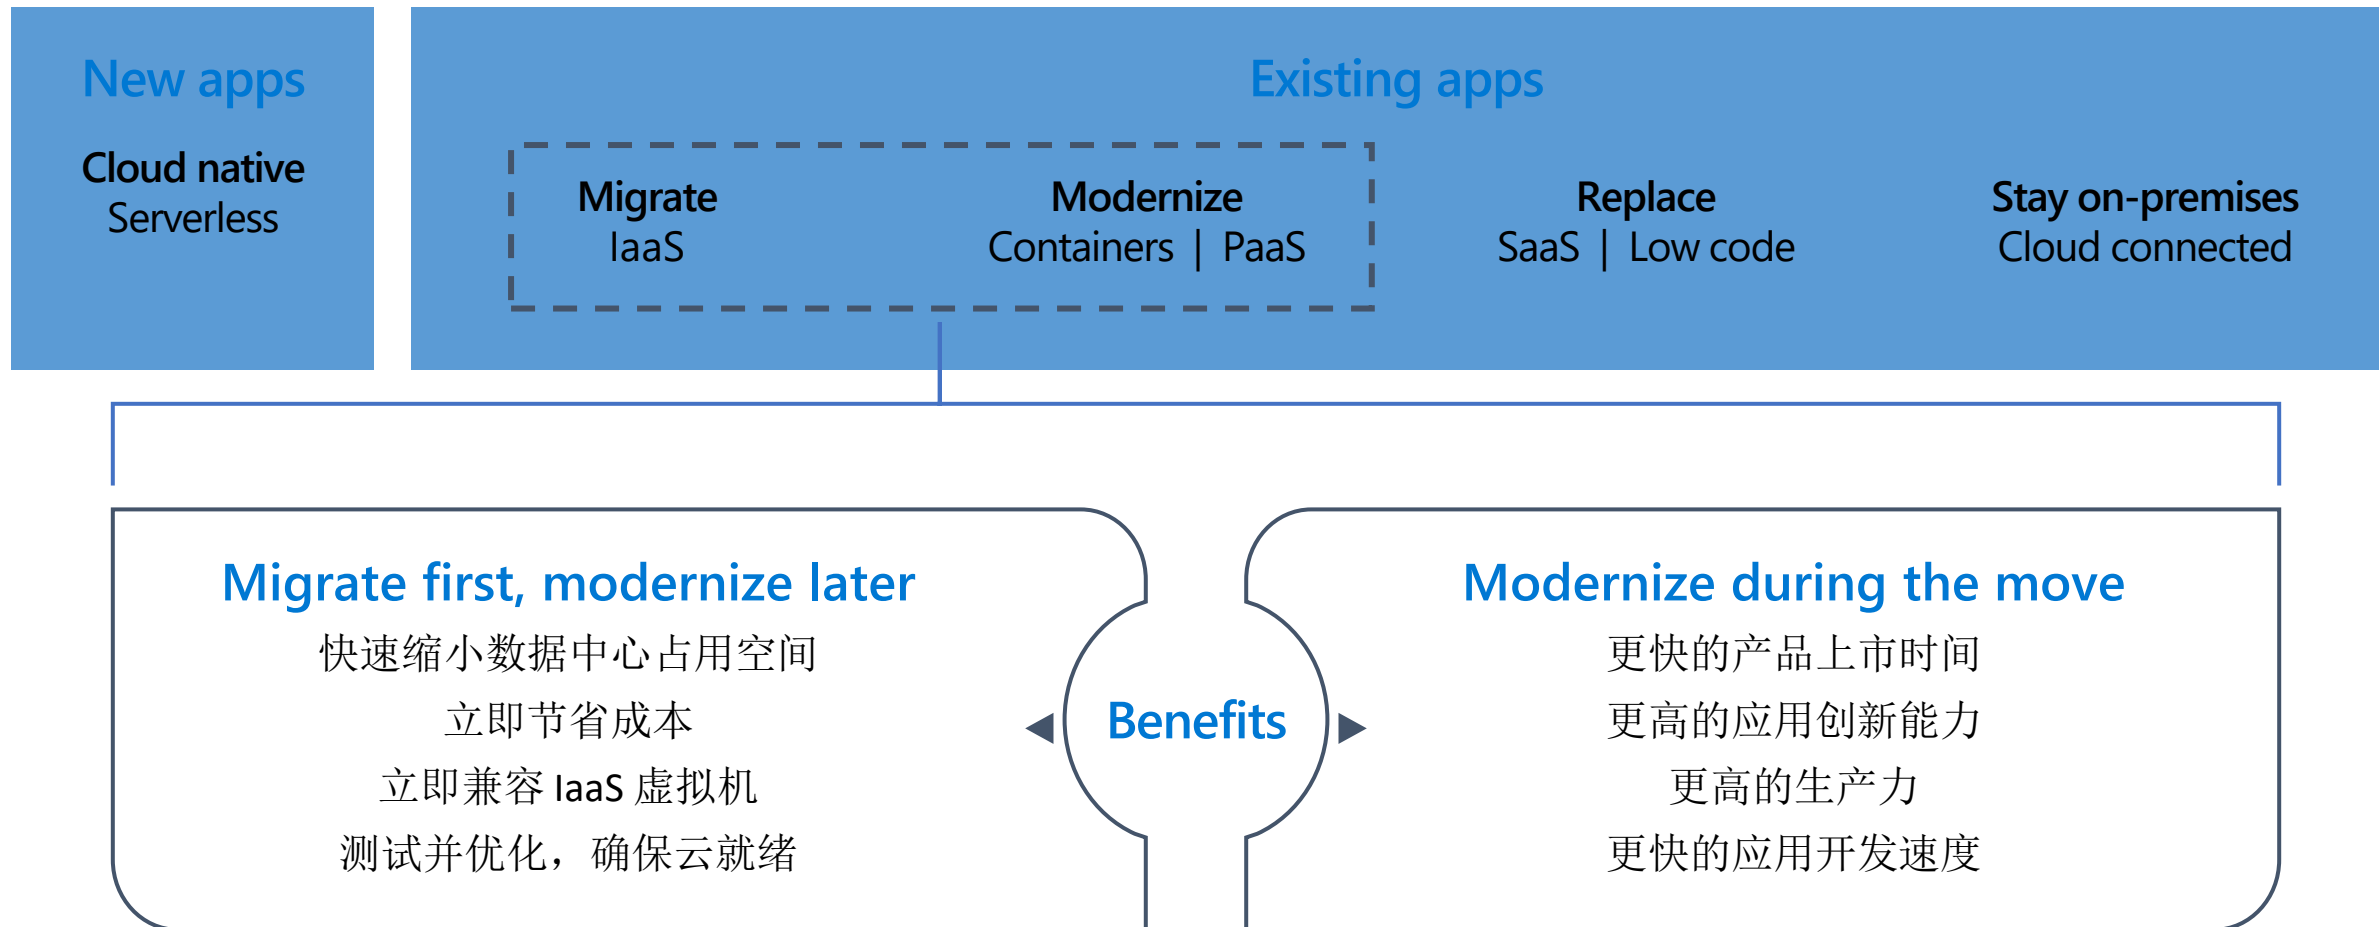 New apps
Cloud native
Serverless
Existing apps
Migrate
IaaS
Modernize
Containers | PaaS
Replace
SaaS | Low code
Stay on-premises
Cloud connected
Migrate first, modernize later
快速缩小数据中心占用空间
立即节省成本
立即兼容 IaaS 虚拟机
测试并优化，确保云就绪
Benefits
Modernize during the move
更快的产品上市时间
更高的应用创新能力
更高的生产力
更快的应用开发速度